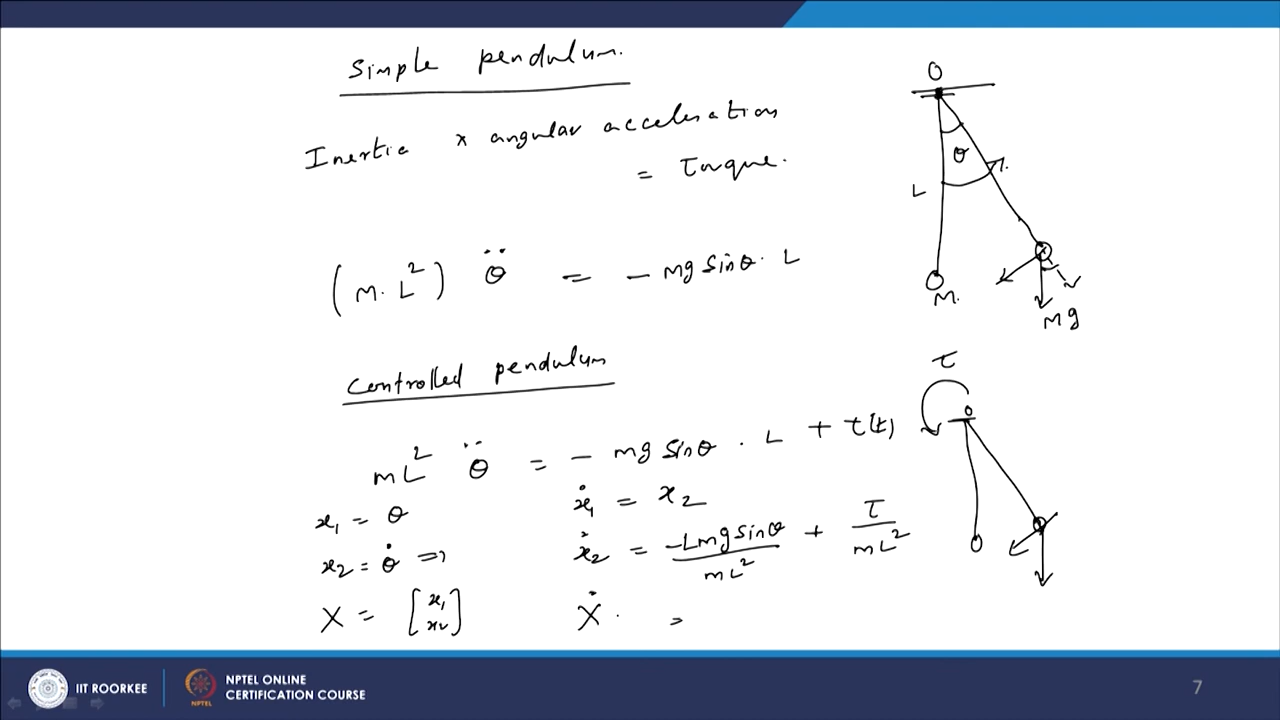 Simple pendulum.
Inertia x angular acceleration
= Torque.
(m. L²) θ̈ = - mg sinθ. L
O
θ
L
M.
Mg
Controlled pendulum
τ
O
mL² θ̈ = - mg sinθ . L + τ(t)
x₁ = θ
ẋ₁ = x₂
x₂ = θ̇ ⇒
ẋ₂ = -Lmg sinθ / mL² + τ / mL²
X = [x₁ x₂]
Ẋ. =
IIT ROORKEE
NPTEL
NPTEL ONLINE
CERTIFICATION COURSE
7